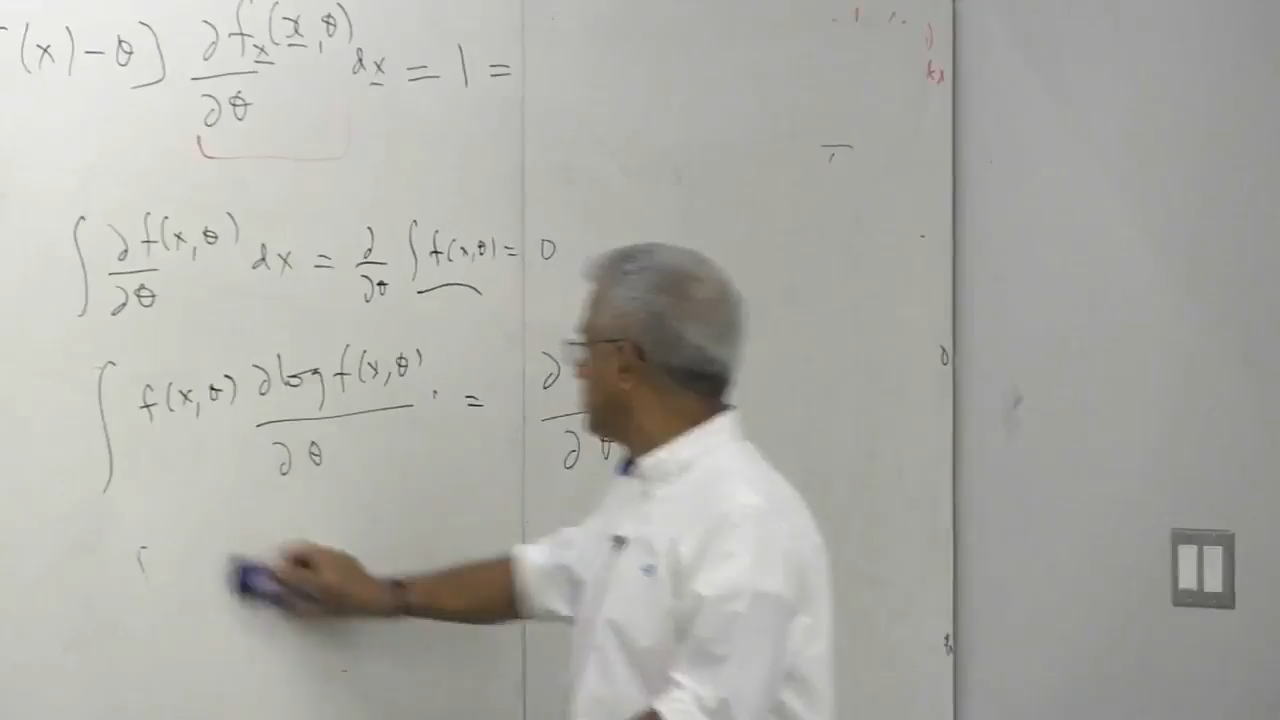 (x) - θ] ∂f_x(x, θ)/∂θ dx = 1 =
∫ ∂f(x, θ)/∂θ dx = ∂/∂θ ∫ f(x, θ) = 0
∫ f(x, θ) ∂ log f(x, θ)/∂θ · = ∂/∂θ